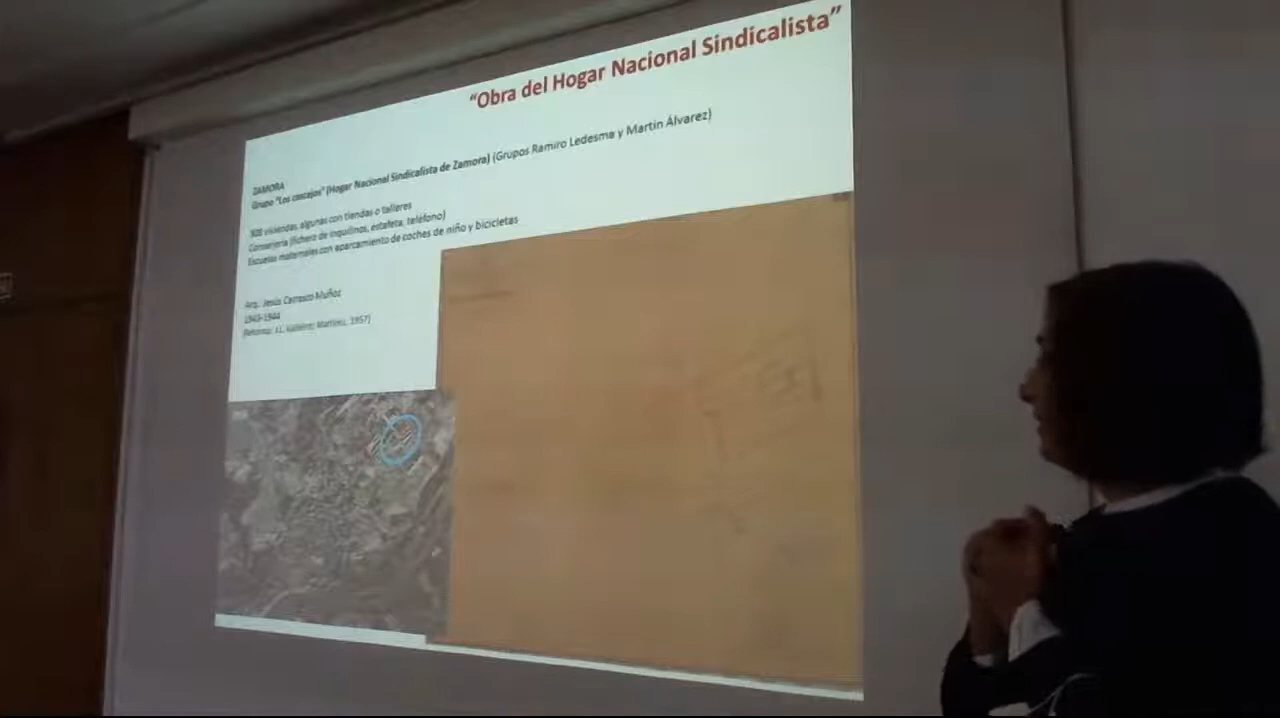 “Obra del Hogar Nacional Sindicalista”
ZAMORA
Grupo "Los cascajos" (Hogar Nacional Sindicalista de Zamora) (Grupos Ramiro Ledesma y Martin Álvarez)
300 viviendas, algunas con tiendas o talleres
Conserjería (fichero de inquilinos, estafeta, teléfono)
Escuelas maternales con aparcamiento de coches de niño y bicicletas
Arq. Jesús Carrasco Muñoz
1943-1944
1957)